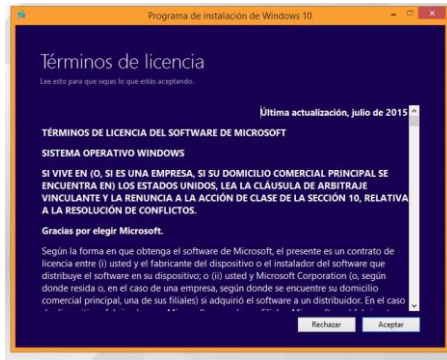 Programa de instalación de Windows 10
Términos de licencia
Lee esto para que sepas lo que estás aceptando.
Última actualización, julio de 2015
TÉRMINOS DE LICENCIA DEL SOFTWARE DE MICROSOFT
SISTEMA OPERATIVO WINDOWS
SI VIVE EN (O, SI ES UNA EMPRESA, SI SU DOMICILIO COMERCIAL PRINCIPAL SE
ENCUENTRA EN) LOS ESTADOS UNIDOS, LEA LA CLÁUSULA DE ARBITRAJE
VINCULANTE Y LA RENUNCIA A LA ACCIÓN DE CLASE DE LA SECCIÓN 10, RELATIVA
A LA RESOLUCIÓN DE CONFLICTOS.
Gracias por elegir Microsoft.
Según la forma en que obtenga el software de Microsoft, el presente es un contrato de
licencia entre (i) usted y el fabricante del dispositivo o el instalador del software que
distribuye el software en su dispositivo; o (ii) usted y Microsoft Corporation (o, según
donde resida o, en el caso de una empresa, según donde se encuentre su domicilio
comercial principal, una de sus filiales) si adquirió el software a un distribuidor. En el caso
Rechazar Aceptar